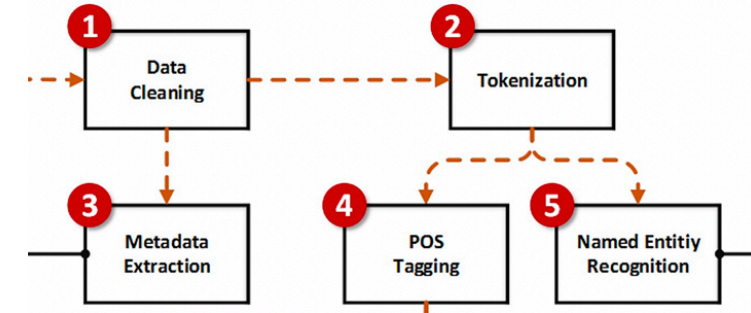 1
Data
Cleaning
2
Tokenization
3
Metadata
Extraction
4
POS
Tagging
5
Named Entitiy
Recognition